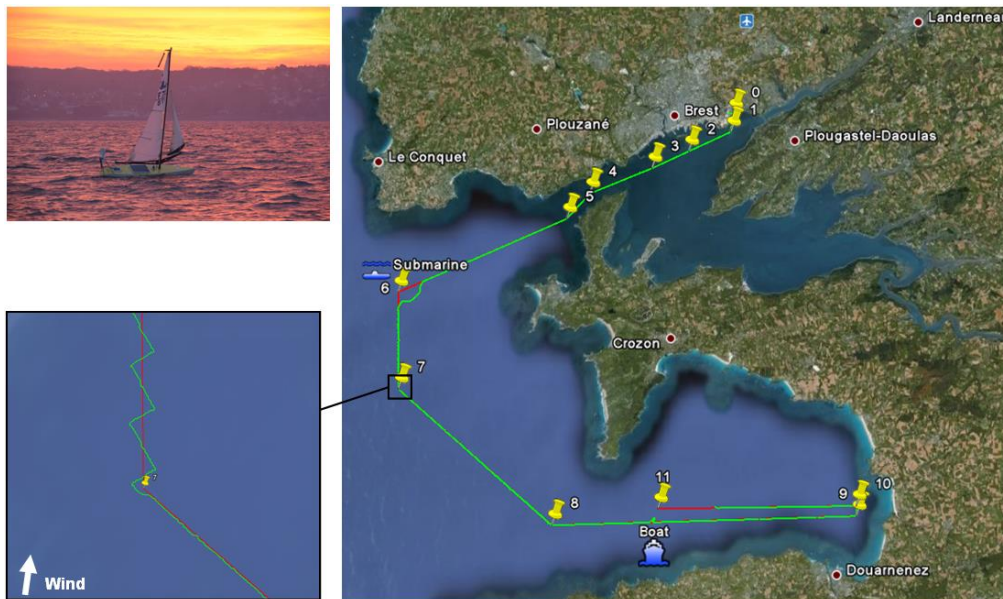 Landerneau
0
1
Brest
2
Plouzané
3
Plougastel-Daoulas
Le Conquet
4
5
Submarine
6
Crozon
7
7
11
10
8
9
Boat
Wind
Douarnenez